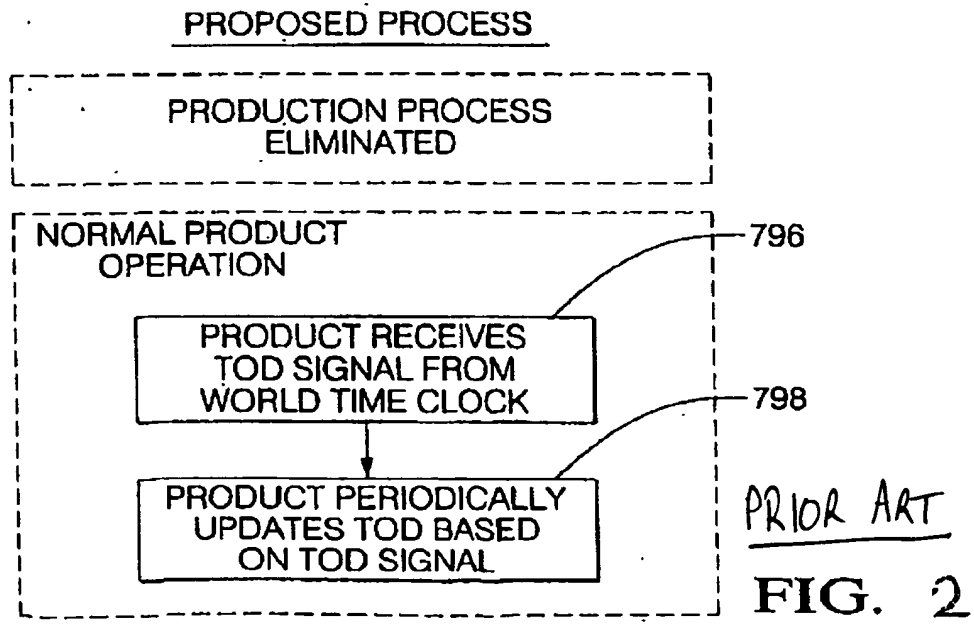 PROPOSED PROCESS
PRODUCTION PROCESS
ELIMINATED
NORMAL PRODUCT
OPERATION
796
PRODUCT RECEIVES
TOD SIGNAL FROM
WORLD TIME CLOCK
798
PRODUCT PERIODICALLY
UPDATES TOD BASED
ON TOD SIGNAL
PRIOR ART
FIG. 2